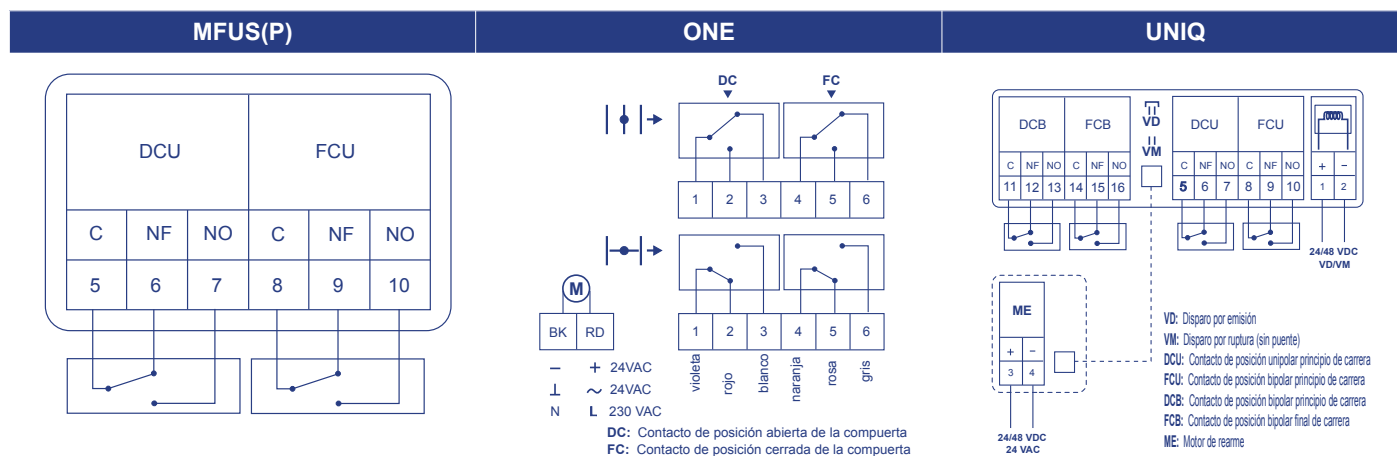 MFUS(P)
DCU FCU
C NF NO C NF NO
5 6 7 8 9 10
ONE
DC FC
1 2 3 4 5 6
M
BK RD
1 2 3 4 5 6
violeta rojo blanco naranja rosa gris
– + 24VAC
⊥ ~ 24VAC
N L 230 VAC
DC: Contacto de posición abierta de la compuerta
FC: Contacto de posición cerrada de la compuerta
UNIQ
DCB FCB VD DCU FCU
VM
C NF NO C NF NO C NF NO C NF NO + –
11 12 13 14 15 16 5 6 7 8 9 10 1 2
24/48 VDC
VD/VM
ME
+ –
3 4
24/48 VDC
24 VAC
VD: Disparo por emisión
VM: Disparo por ruptura (sin puente)
DCU: Contacto de posición unipolar principio de carrera
FCU: Contacto de posición bipolar principio de carrera
DCB: Contacto de posición bipolar principio de carrera
FCB: Contacto de posición bipolar final de carrera
ME: Motor de rearme